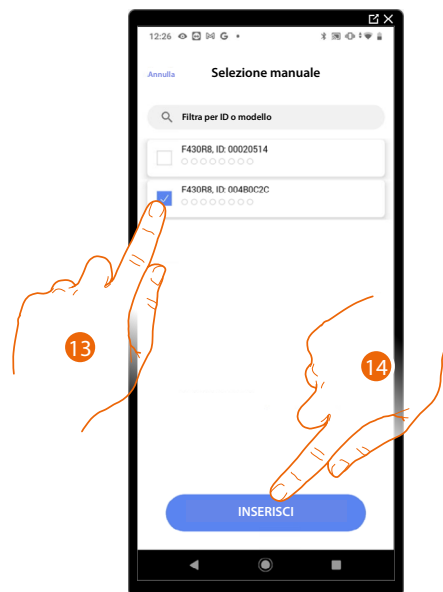 12:26 G
Annulla Selezione manuale
Filtra per ID o modello
F430R8, ID: 00020514
F430R8, ID: 004B0C2C
13
14
INSERISCI